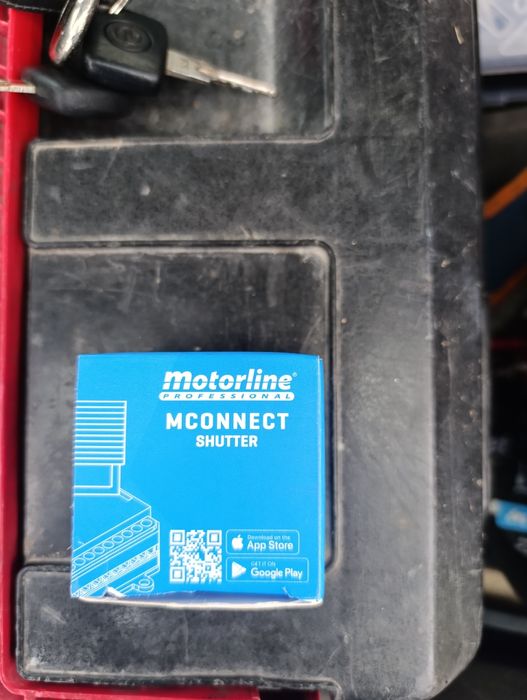 motorline®
PROFESSIONAL
MCONNECT
SHUTTER
Download on the
App Store
GET IT ON
Google Play